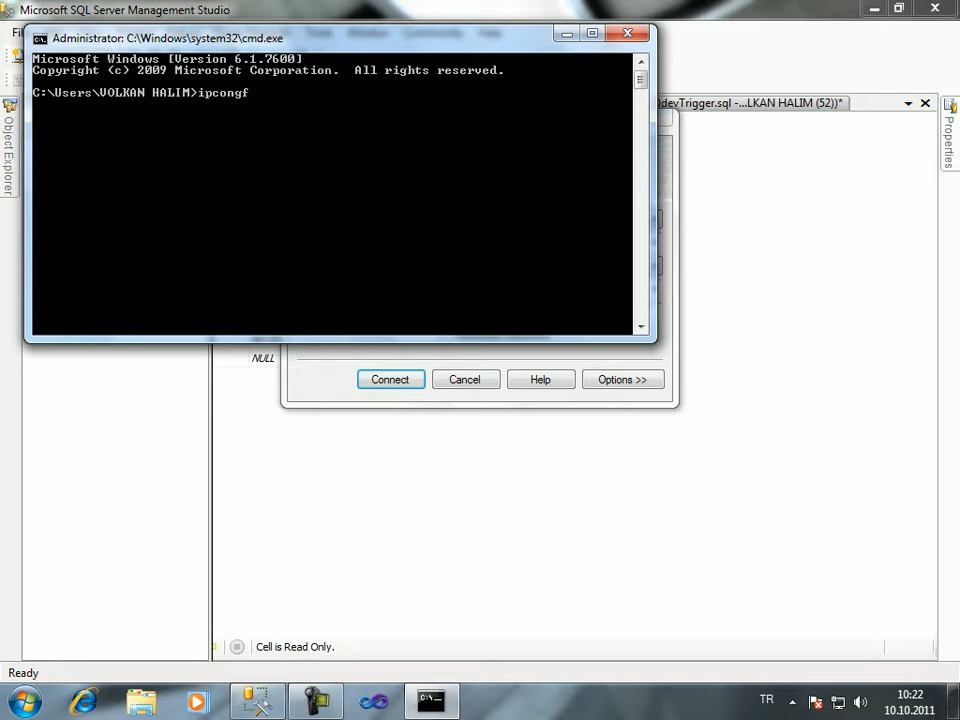 Microsoft SQL Server Management Studio
Administrator: C:\Windows\system32\cmd.exe
Microsoft Windows [Version 6.1.7600]
Copyright (c) 2009 Microsoft Corporation.  All rights reserved.
C:\Users\VOLKAN HALIM>ipcongf
devTrigger.sql -...LKAN HALIM (52))*
Object Explorer
Properties
NULL
Connect
Cancel
Help
Options >>
Cell is Read Only.
Ready
TR
10:22
10.10.2011